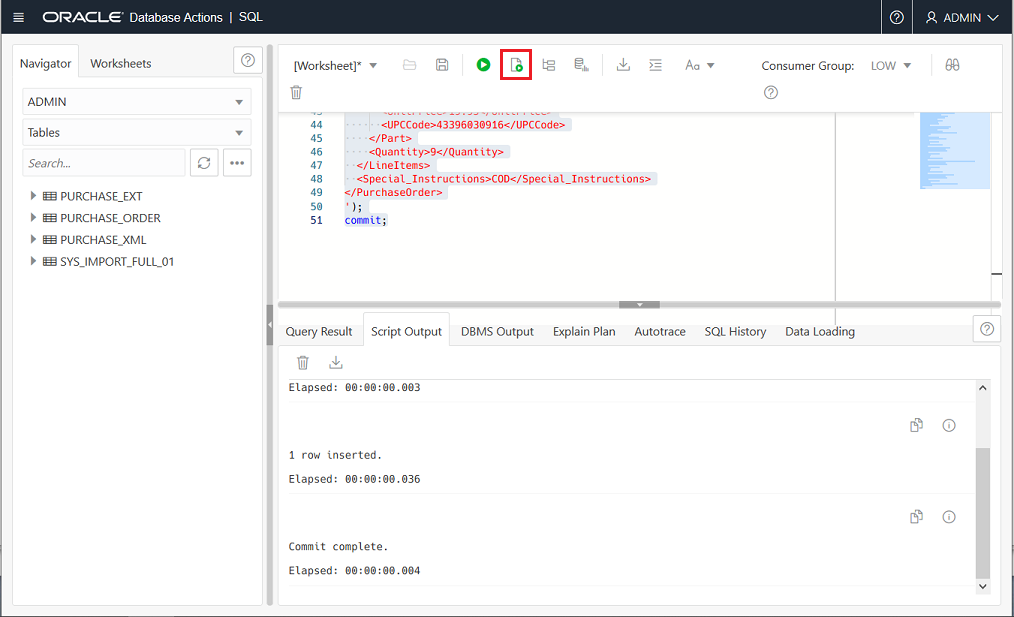 ORACLE Database Actions | SQL
ADMIN
Navigator
Worksheets
ADMIN
Tables
Search...
PURCHASE_EXT
PURCHASE_ORDER
PURCHASE_XML
SYS_IMPORT_FULL_01
[Worksheet]*
Aa
Consumer Group: LOW
44 <UPCCode>43396030916</UPCCode>
45 </Part>
46 <Quantity>9</Quantity>
47 </LineItems>
48 <Special_Instructions>COD</Special_Instructions>
49 </PurchaseOrder>
50 ');
51 commit;
Query Result
Script Output
DBMS Output
Explain Plan
Autotrace
SQL History
Data Loading
Elapsed: 00:00:00.003
1 row inserted.
Elapsed: 00:00:00.036
Commit complete.
Elapsed: 00:00:00.004